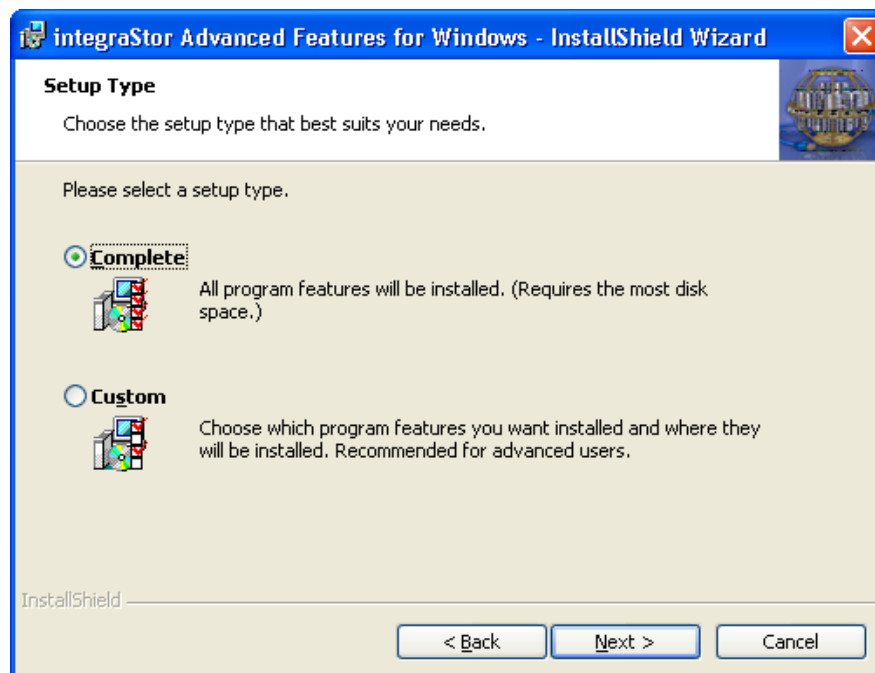 integraStor Advanced Features for Windows - InstallShield Wizard
Setup Type
Choose the setup type that best suits your needs.
Please select a setup type.
Complete
All program features will be installed. (Requires the most disk
space.)
Custom
Choose which program features you want installed and where they
will be installed. Recommended for advanced users.
InstallShield
< Back
Next >
Cancel